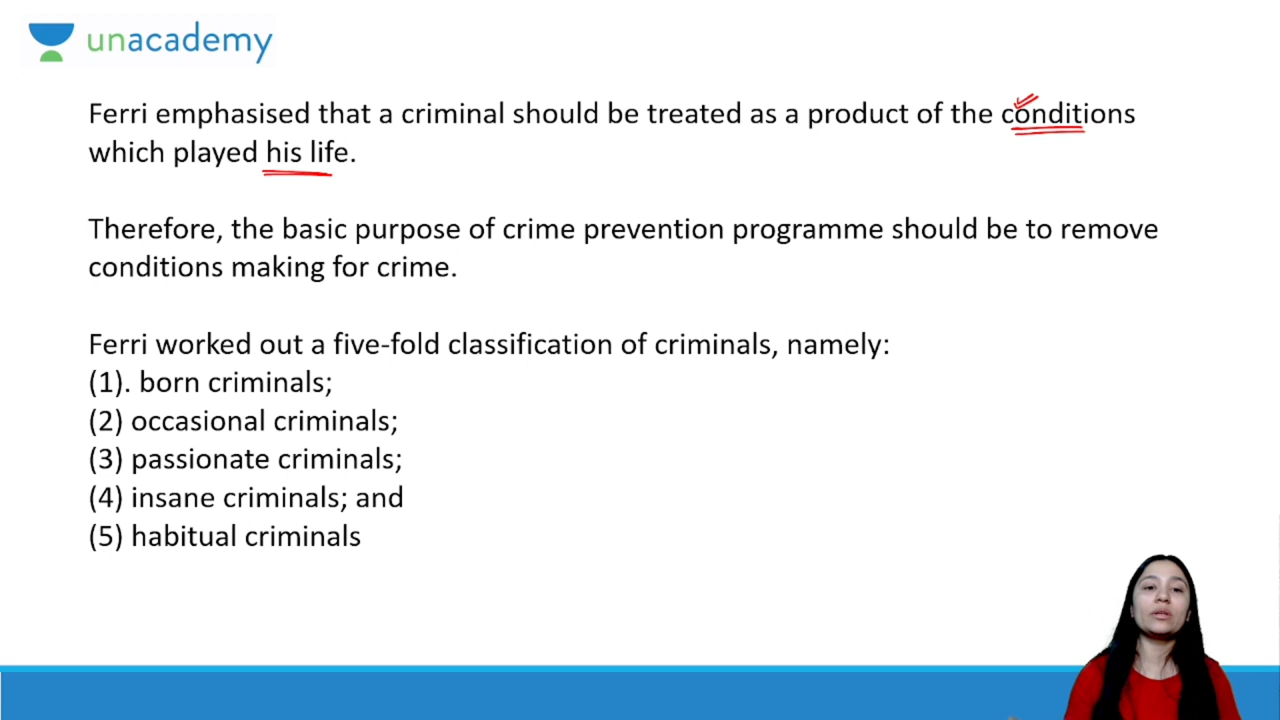 unacademy
Ferri emphasised that a criminal should be treated as a product of the conditions
which played his life.
Therefore, the basic purpose of crime prevention programme should be to remove
conditions making for crime.
Ferri worked out a five-fold classification of criminals, namely:
(1). born criminals;
(2) occasional criminals;
(3) passionate criminals;
(4) insane criminals; and
(5) habitual criminals